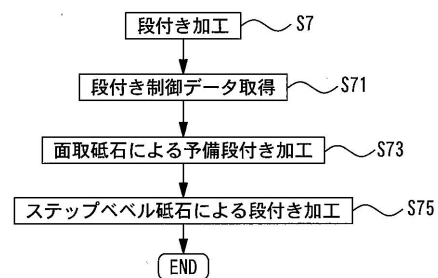 段付き加工 S7
段付き制御データ取得 S71
面取砥石による予備段付き加工 S73
ステップベベル砥石による段付き加工 S75
END